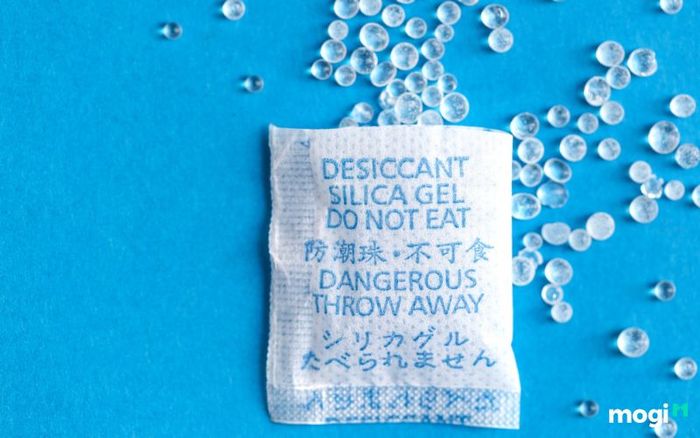 DESICCANT
SILICA GEL
DO NOT EAT
防潮珠・不可食
DANGEROUS
THROW AWAY
シリカゲル
たべられません
mogi